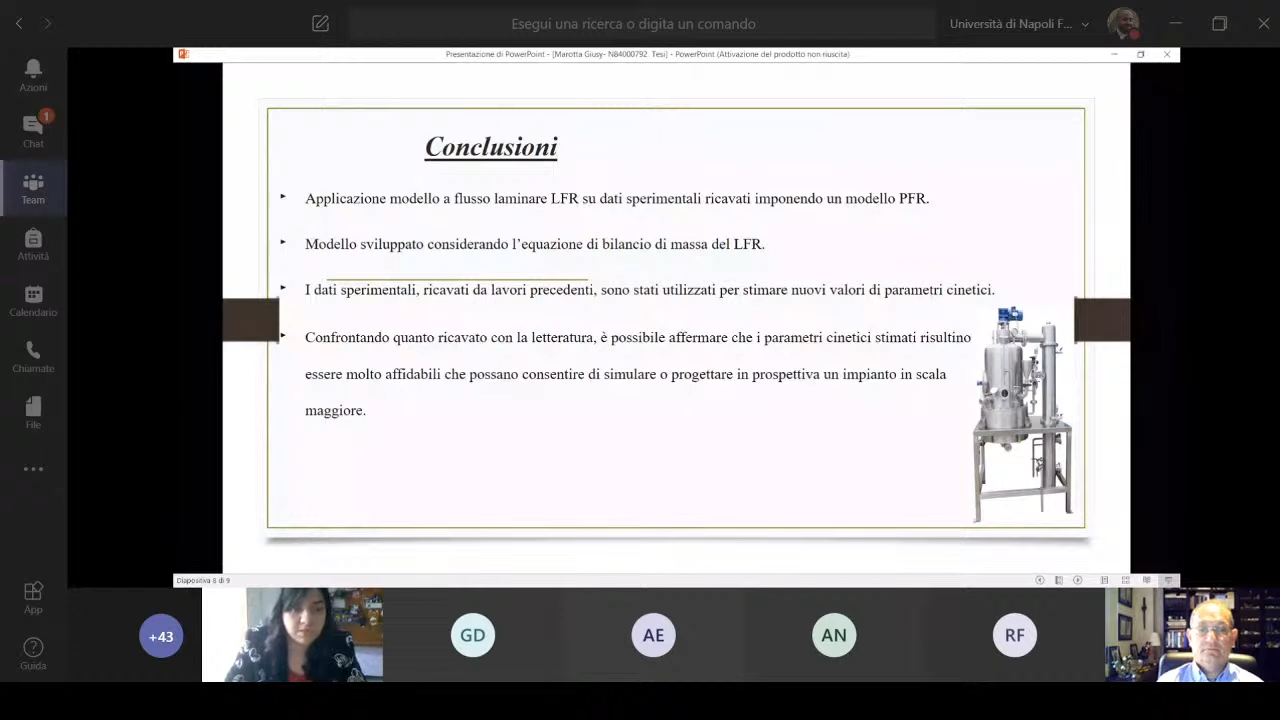 Esegui una ricerca o digita un comando
Università di Napoli F...
Presentazione di PowerPoint - [Marotta Giusy- N84000792 Tesi] - PowerPoint (Attivazione del prodotto non riuscita)
Azioni
1
Chat
Team
Attività
Calendario
Chiamate
File
App
Guida
Conclusioni
Applicazione modello a flusso laminare LFR su dati sperimentali ricavati imponendo un modello PFR.
Modello sviluppato considerando l’equazione di bilancio di massa del LFR.
I dati sperimentali, ricavati da lavori precedenti, sono stati utilizzati per stimare nuovi valori di parametri cinetici.
Confrontando quanto ricavato con la letteratura, è possibile affermare che i parametri cinetici stimati risultino
essere molto affidabili che possano consentire di simulare o progettare in prospettiva un impianto in scala
maggiore.
Diapositiva 8 di 9
+43
GD
AE
AN
RF